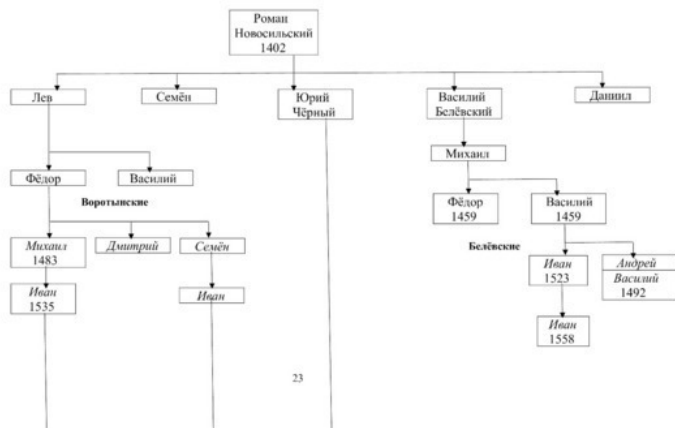 Роман
Новосильский
1402
Лев
Семён
Юрий
Чёрный
Василий
Белёвский
Даниил
Михаил
Фёдор
Василий
Воротынские
Фёдор
1459
Василий
1459
Белёвские
Михаил
1483
Дмитрий
Семён
Иван
1523
Андрей
Василий
1492
Иван
1535
Иван
Иван
1558
23